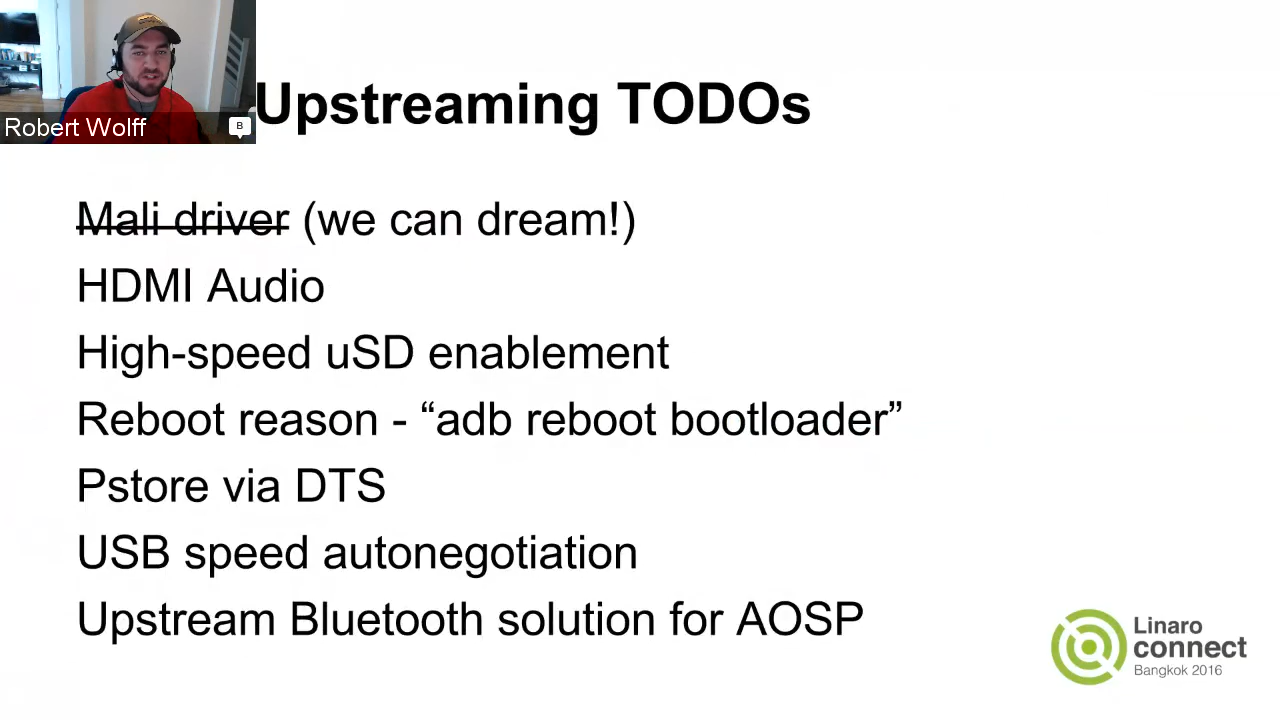 Robert Wolff
B
Upstreaming TODOs
Mali driver (we can dream!)
HDMI Audio
High-speed uSD enablement
Reboot reason - “adb reboot bootloader”
Pstore via DTS
USB speed autonegotiation
Upstream Bluetooth solution for AOSP
Linaro
connect
Bangkok 2016